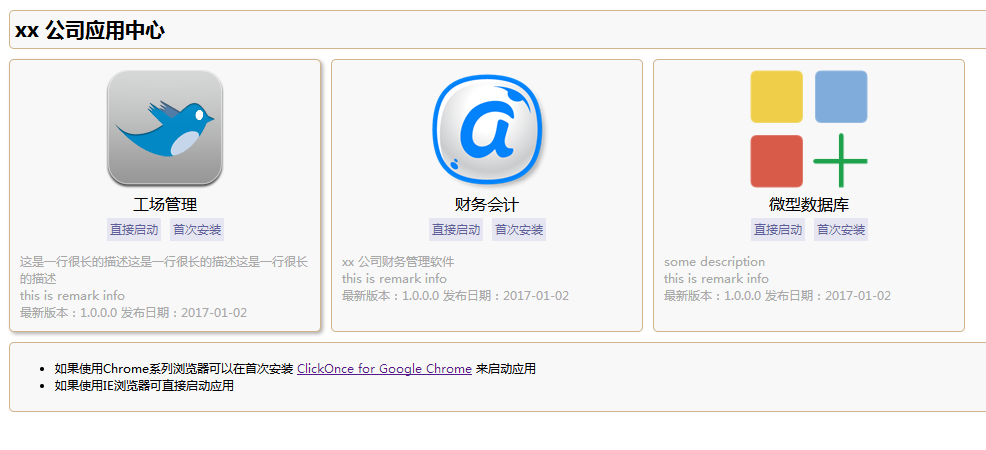 xx 公司应用中心
工场管理
直接启动 首次安装
这是一行很长的描述这是一行很长的描述这是一行很长
的描述
this is remark info
最新版本：1.0.0.0 发布日期：2017-01-02
财务会计
直接启动 首次安装
xx 公司财务管理软件
this is remark info
最新版本：1.0.0.0 发布日期：2017-01-02
微型数据库
直接启动 首次安装
some description
this is remark info
最新版本：1.0.0.0 发布日期：2017-01-02
• 如果使用Chrome系列浏览器可以在首次安装 ClickOnce for Google Chrome 来启动应用
• 如果使用IE浏览器可直接启动应用